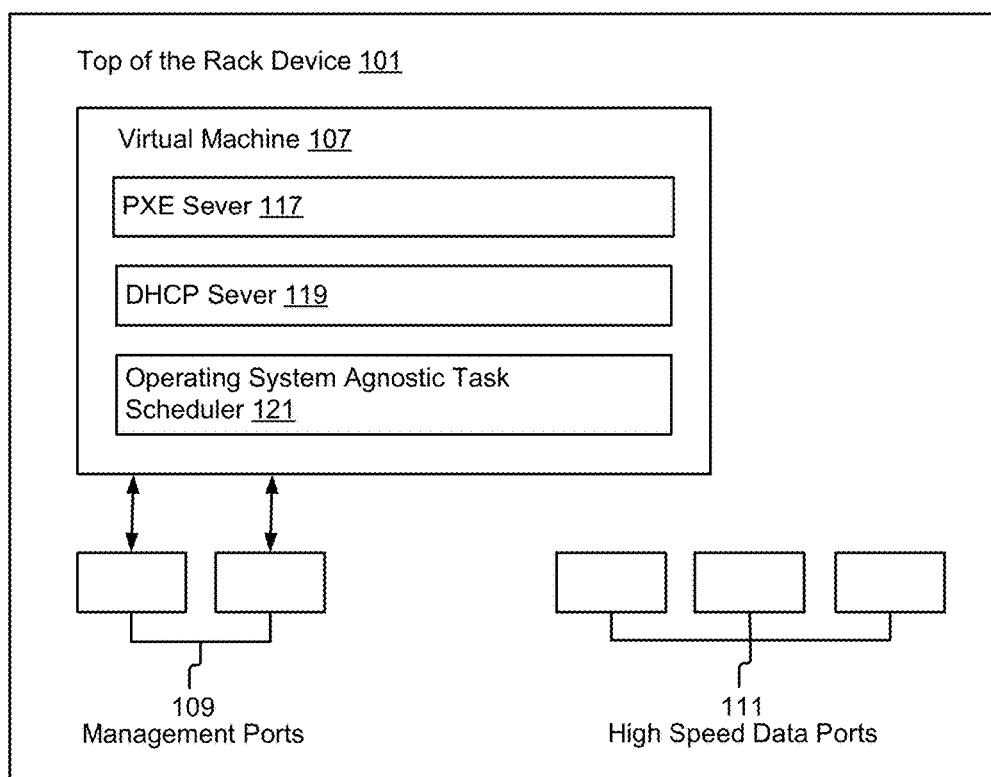 Top of the Rack Device 101
Virtual Machine 107
PXE Sever 117
DHCP Sever 119
Operating System Agnostic Task
Scheduler 121
109
Management Ports
111
High Speed Data Ports